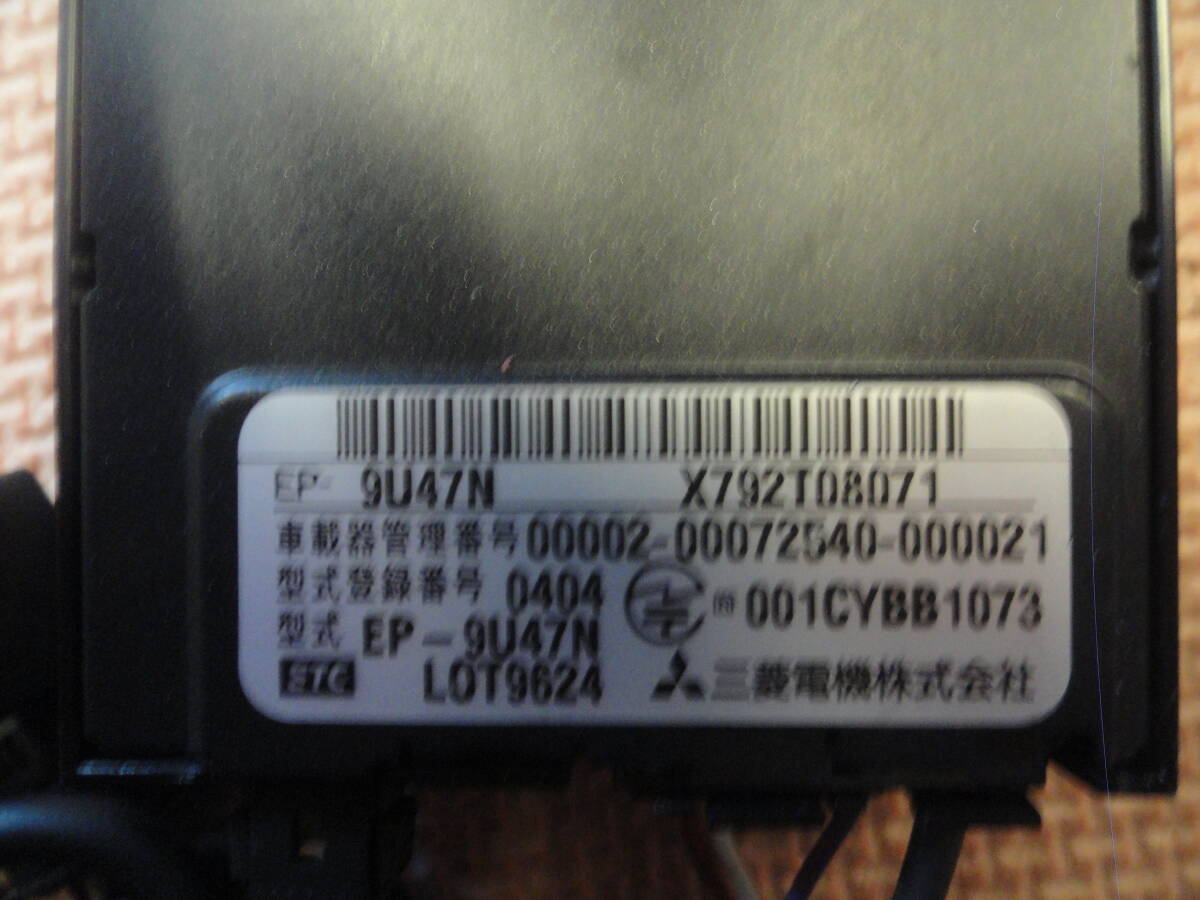 EP- 9U47N X792T08071
車載器管理番号 00002-00072540-000021
型式登録番号 0404 001CYBB1073
型式 EP-9U47N
ETC LOT9624 三菱電機株式会社